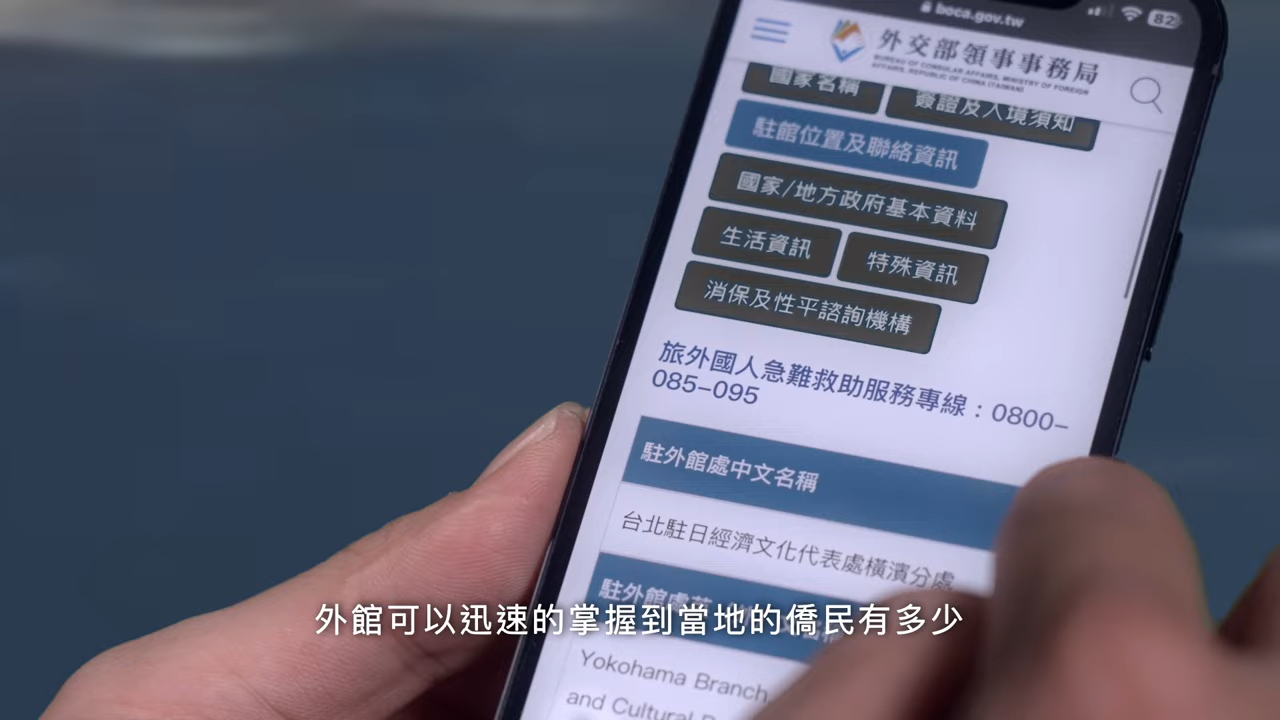 boca.gov.tw
82
外交部領事事務局
BUREAU OF CONSULAR AFFAIRS, MINISTRY OF FOREIGN
AFFAIRS, REPUBLIC OF CHINA (TAIWAN)
國家名稱
簽證及入境須知
駐館位置及聯絡資訊
國家/地方政府基本資料
生活資訊
特殊資訊
消保及性平諮詢機構
旅外國人急難救助服務專線：0800-
085-095
駐外館處中文名稱
台北駐日經濟文化代表處橫濱分處
駐外館處
外館可以迅速的掌握到當地的僑民有多少
Yokohama Branch,
and Cultural